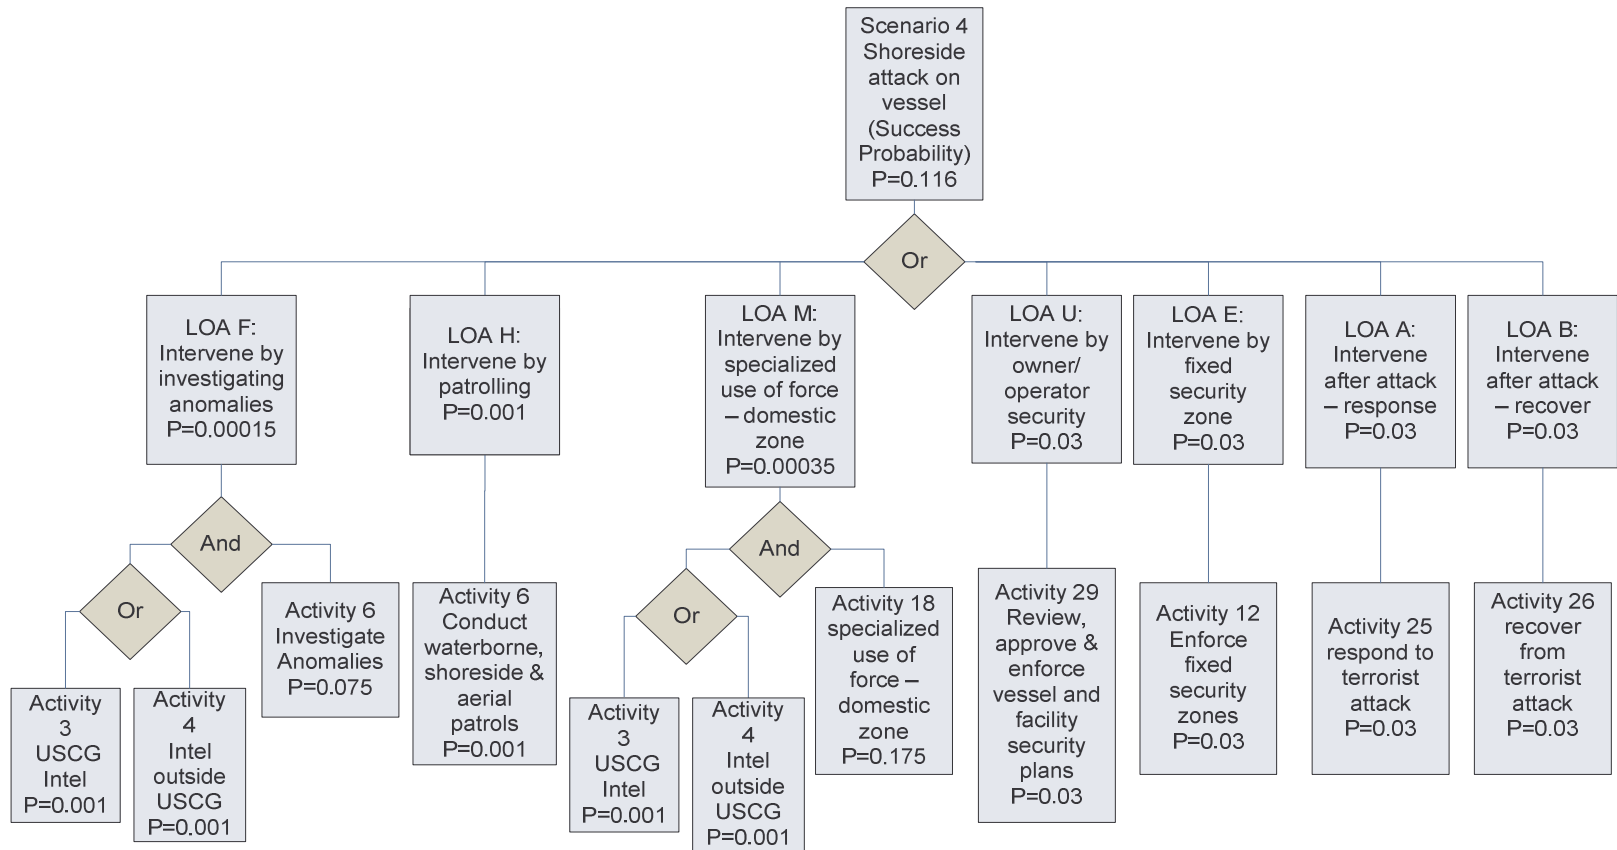 Scenario 4
Shoreside
attack on
vessel
(Success
Probability)
P=0.116
Or
LOA F:
Intervene by
investigating
anomalies
P=0.00015
LOA H:
Intervene by
patrolling
P=0.001
LOA M:
Intervene by
specialized
use of force
– domestic
zone
P=0.00035
LOA U:
Intervene by
owner/
operator
security
P=0.03
LOA E:
Intervene by
fixed
security
zone
P=0.03
LOA A:
Intervene
after attack
– response
P=0.03
LOA B:
Intervene
after attack
– recover
P=0.03
And
Or
Activity 6
Investigate
Anomalies
P=0.075
Activity
3
USCG
Intel
P=0.001
Activity
4
Intel
outside
USCG
P=0.001
Activity 6
Conduct
waterborne,
shoreside &
aerial
patrols
P=0.001
And
Or
Activity
3
USCG
Intel
P=0.001
Activity
4
Intel
outside
USCG
P=0.001
Activity 18
specialized
use of
force –
domestic
zone
P=0.175
Activity 29
Review,
approve &
enforce
vessel and
facility
security
plans
P=0.03
Activity 12
Enforce
fixed
security
zones
P=0.03
Activity 25
respond to
terrorist
attack
P=0.03
Activity 26
recover
from
terrorist
attack
P=0.03